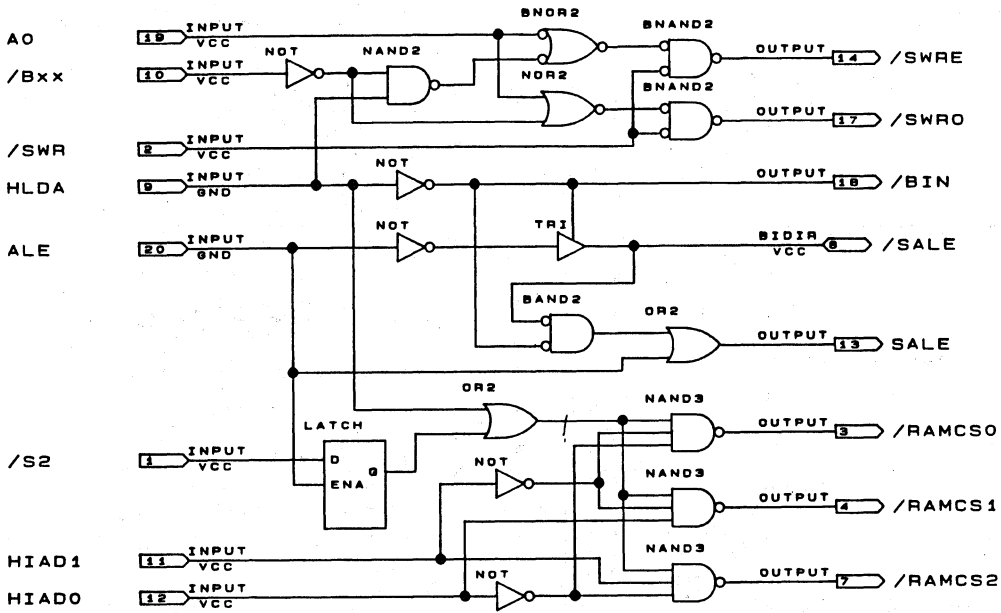 BNOR2
BNAND2
A0 19 INPUT VCC
NOT NAND2
OUTPUT 14 /SWRE
/Bxx 10 INPUT VCC
NOR2
BNAND2
OUTPUT 17 /SWRO
/SWR 2 INPUT VCC
NOT
HLDA 9 INPUT GND
OUTPUT 18 /BIN
NOT TRI
ALE 20 INPUT GND
BIDIR VCC 8 /SALE
BAND2
OR2
OUTPUT 13 SALE
OR2
NAND3
LATCH
OUTPUT 3 /RAMCS0
/S2 1 INPUT VCC
D Q
ENA
NOT
NAND3
OUTPUT 4 /RAMCS1
HIAD1 11 INPUT VCC
NAND3
NOT
OUTPUT 7 /RAMCS2
HIAD0 12 INPUT VCC